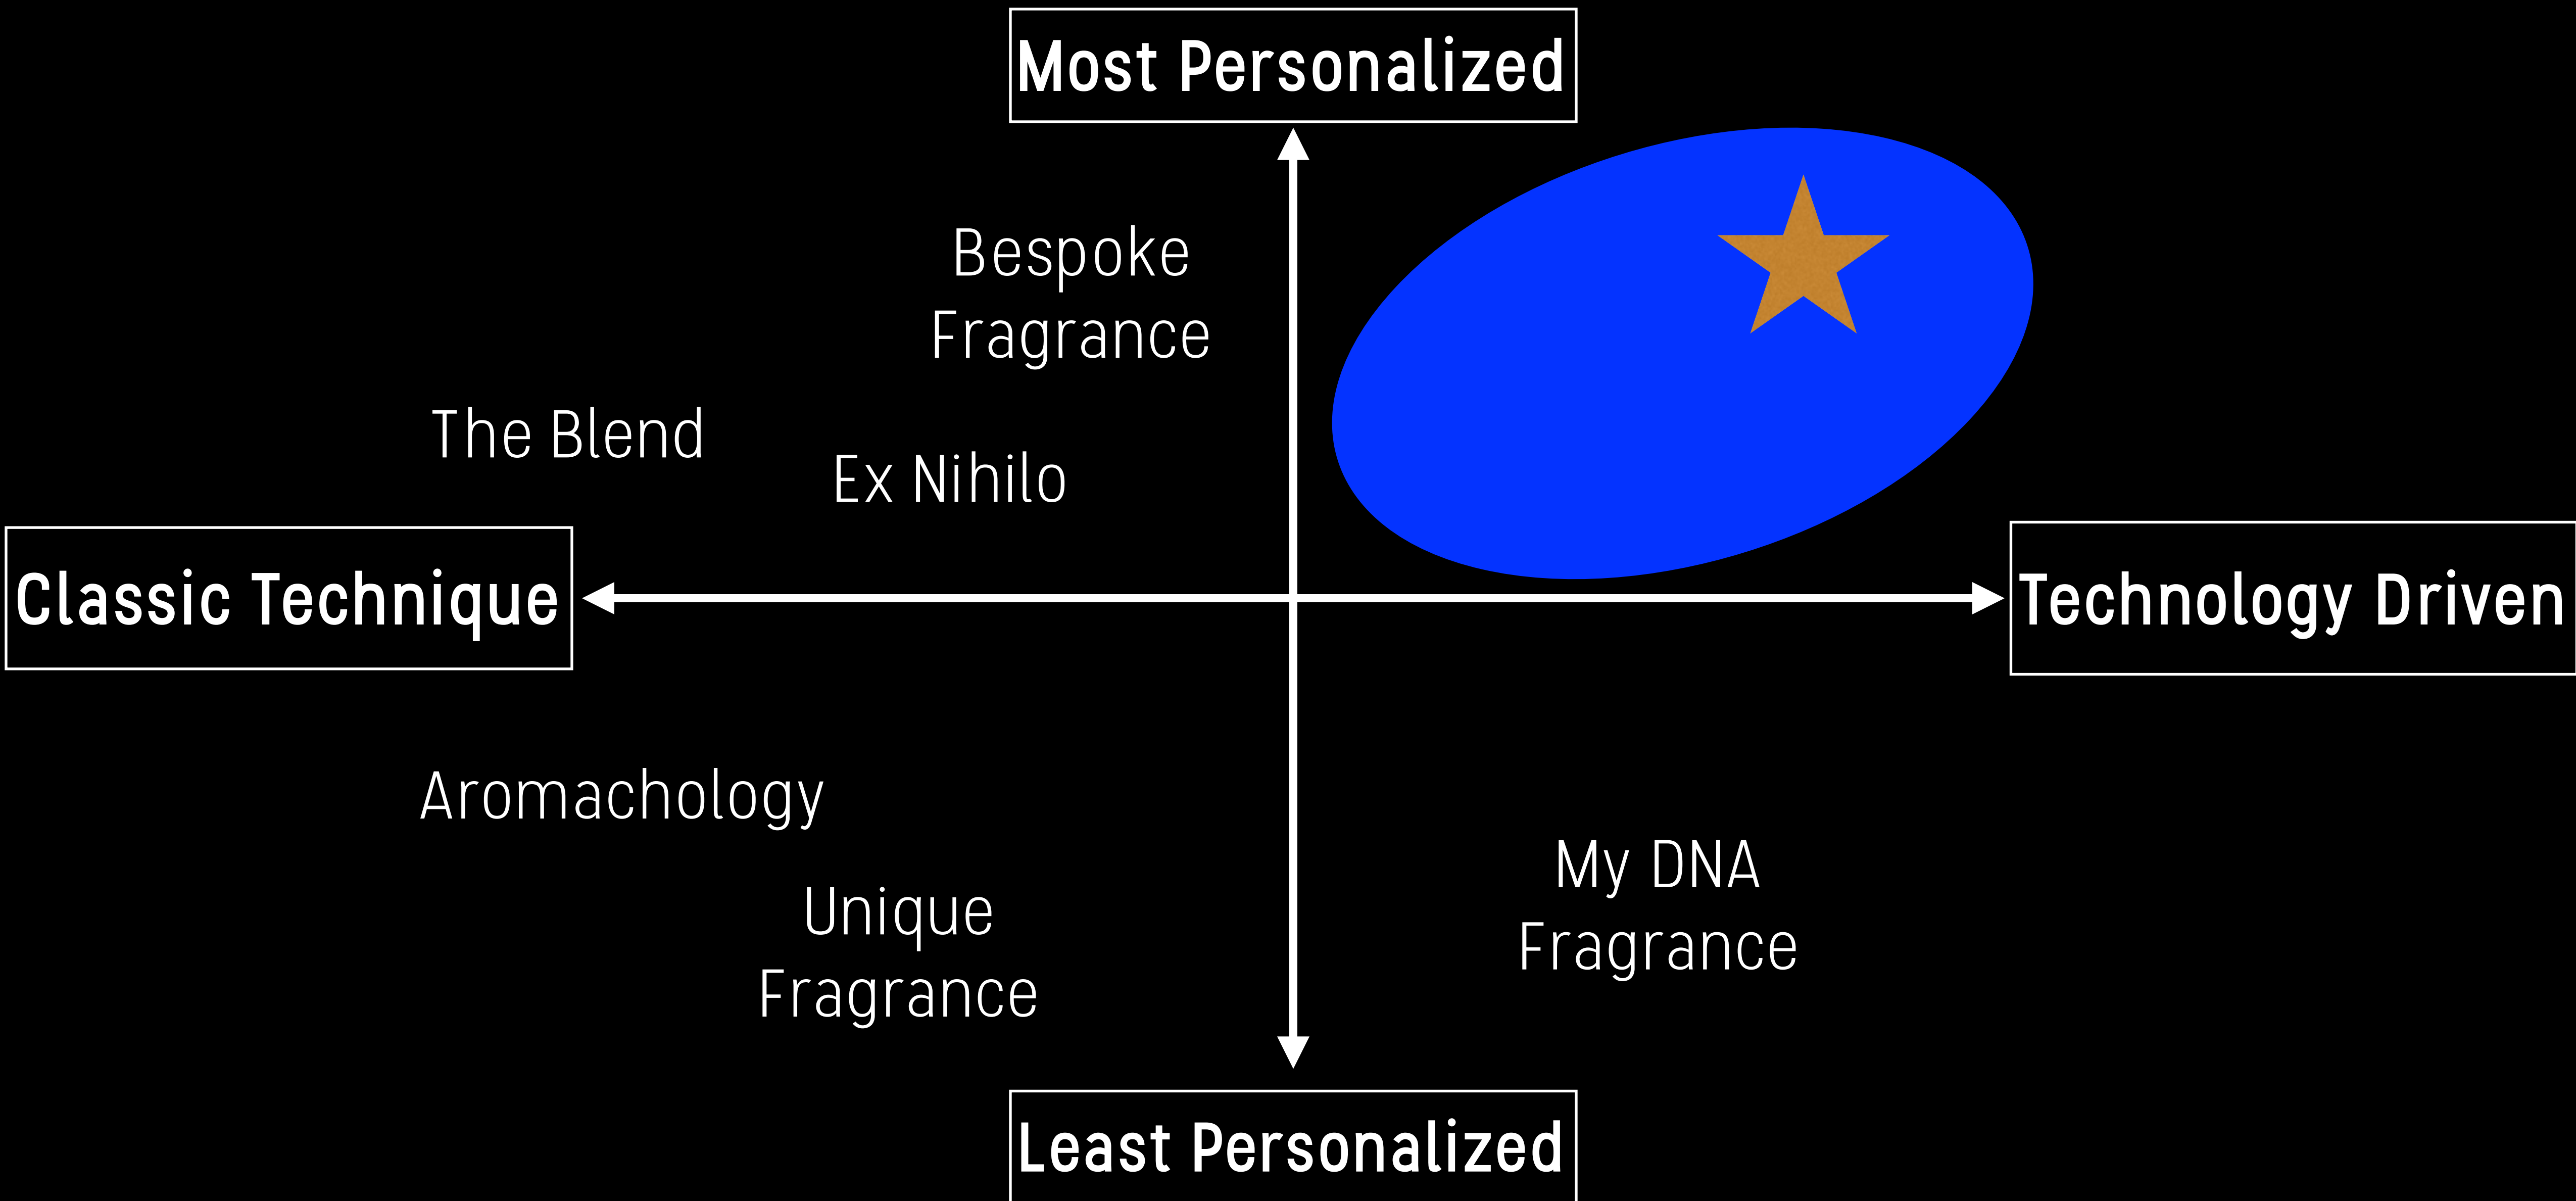 Most Personalized
Bespoke
Fragrance
The Blend
Ex Nihilo
Classic Technique
Technology Driven
Aromachology
My DNA
Fragrance
Unique
Fragrance
Least Personalized